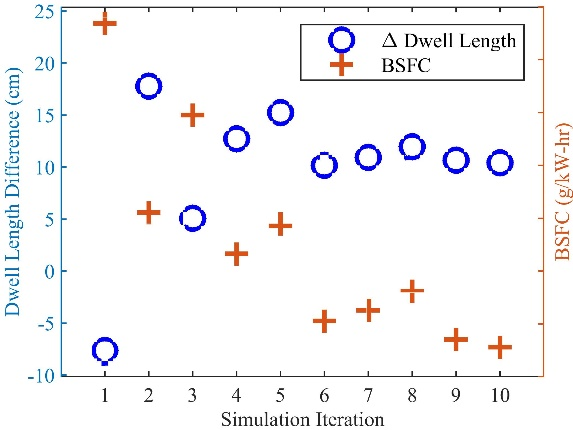 25
20
15
10
5
0
-5
-10
Dwell Length Difference (cm)
Δ Dwell Length
BSFC
BSFC (g/kW-hr)
1 2 3 4 5 6 7 8 9 10
Simulation Iteration